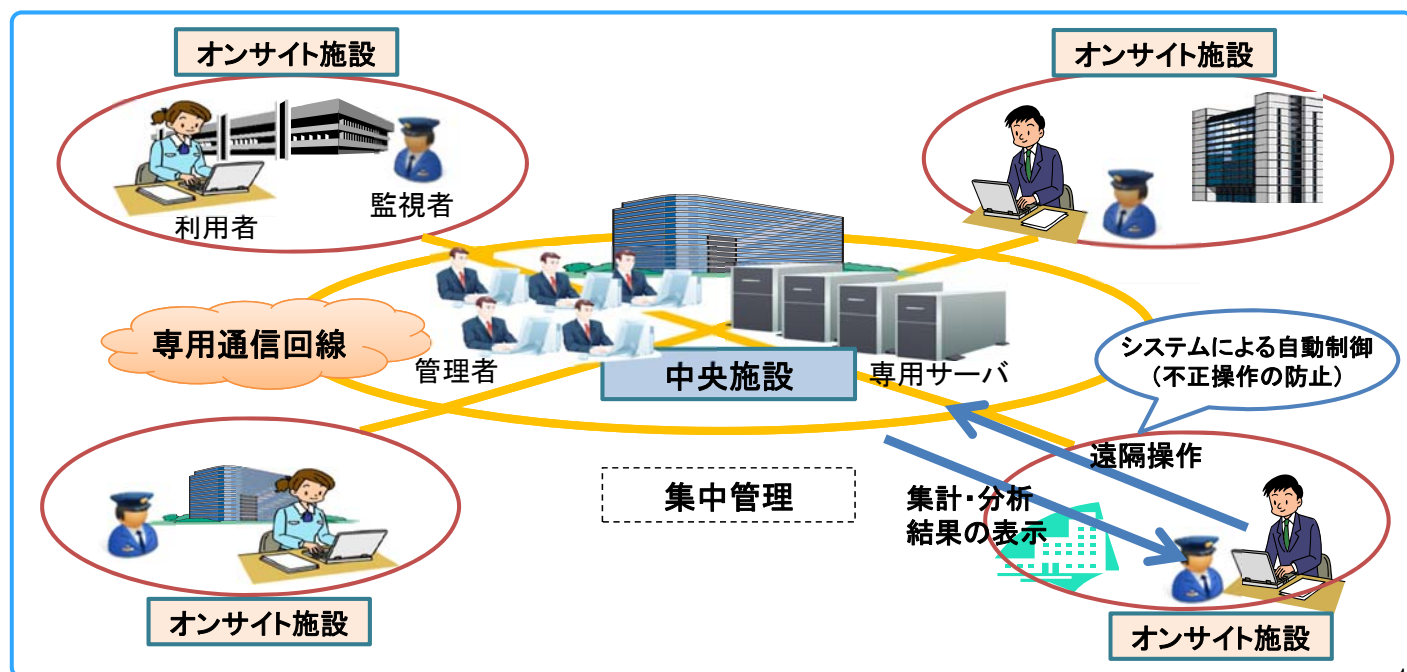 オンサイト施設
オンサイト施設
利用者
監視者
専用通信回線
管理者
中央施設
専用サーバ
システムによる自動制御
（不正操作の防止）
遠隔操作
集中管理
集計・分析
結果の表示
オンサイト施設
オンサイト施設